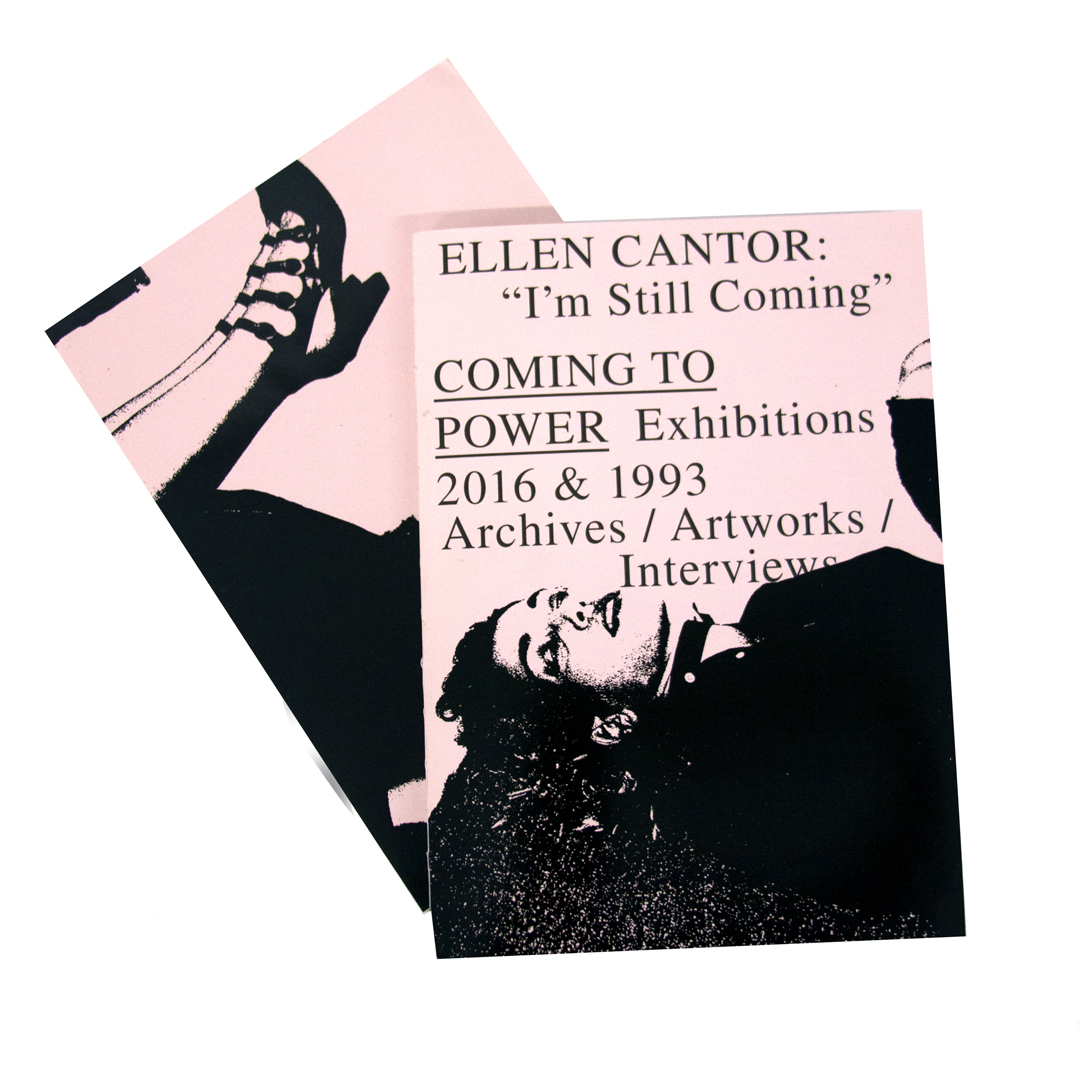 ELLEN CANTOR:
“I’m Still Coming”
COMING TO
POWER Exhibitions
2016 & 1993
Archives / Artworks /
Interviews